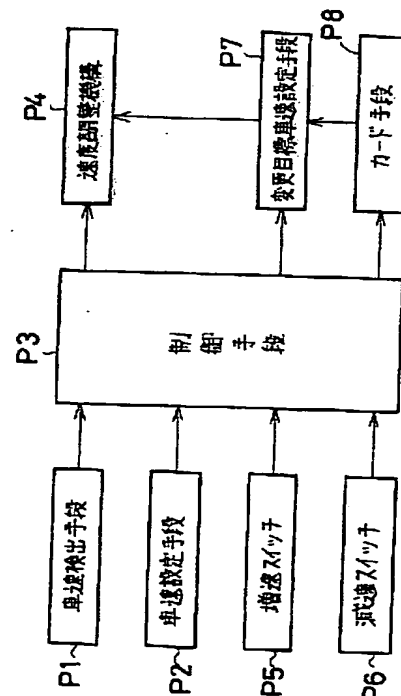 P1
車速検出手段
P2
車速設定手段
P5
増速スイッチ
P6
減速スイッチ
P3
制御手段
P4
速度調整機構
P7
変更目標車速設定手段
P8
カード手段